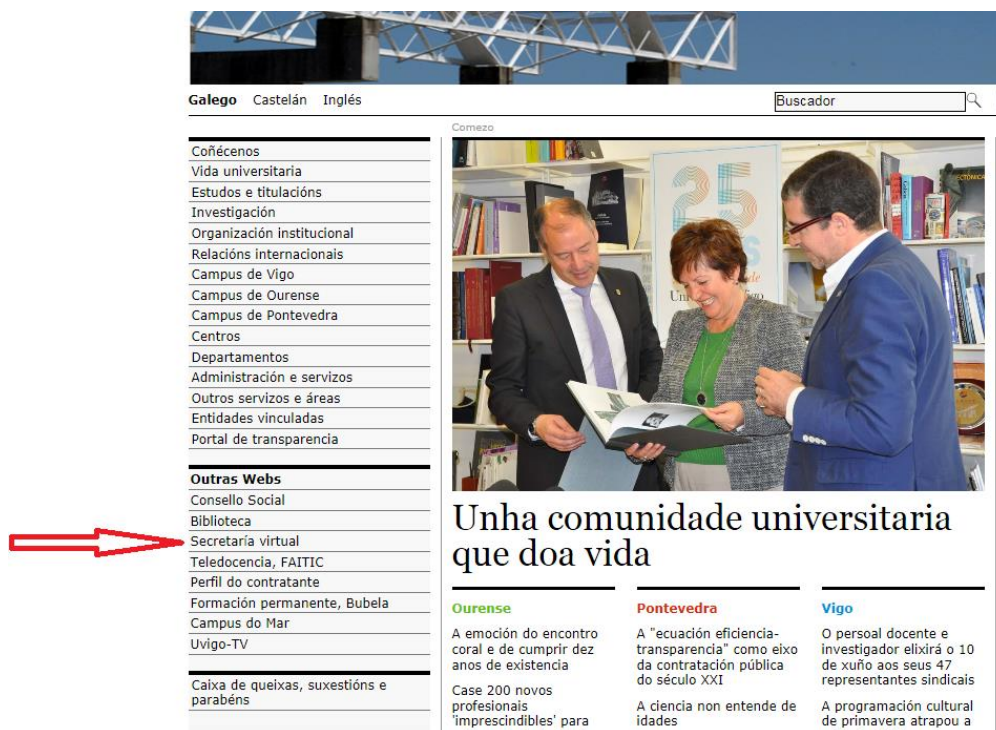 Galego Castelán Inglés
Buscador
Comezo
Coñécenos
Vida universitaria
Estudos e titulacións
Investigación
Organización institucional
Relacións internacionais
Campus de Vigo
Campus de Ourense
Campus de Pontevedra
Centros
Departamentos
Administración e servizos
Outros servizos e áreas
Entidades vinculadas
Portal de transparencia
Outras Webs
Consello Social
Biblioteca
Secretaría virtual
Teledocencia, FAITIC
Perfil do contratante
Formación permanente, Bubela
Campus do Mar
Uvigo-TV
Caixa de queixas, suxestións e
parabéns
25
Unha comunidade universitaria
que doa vida
Ourense
A emoción do encontro
coral e de cumprir dez
anos de existencia
Case 200 novos
profesionais
'imprescindibles' para
Pontevedra
A "ecuación eficiencia-
transparencia" como eixo
da contratación pública
do século XXI
A ciencia non entende de
idades
Vigo
O persoal docente e
investigador elixirá o 10
de xuño aos seus 47
representantes sindicais
A programación cultural
de primavera atrapou a